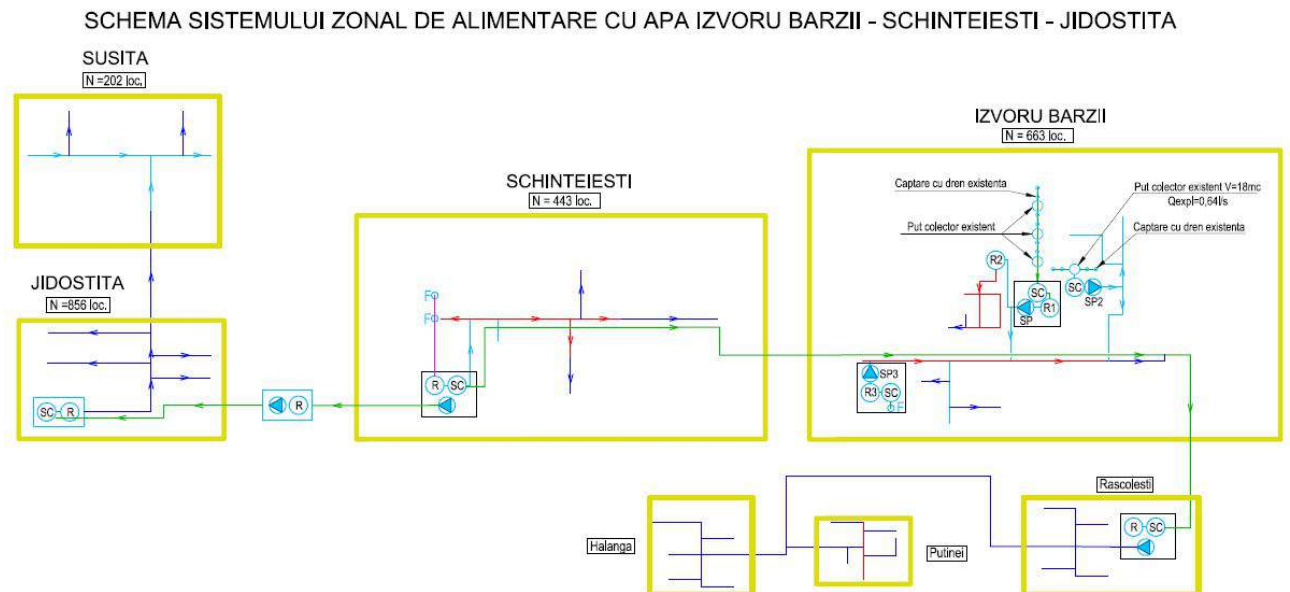 SCHEMA SISTEMULUI ZONAL DE ALIMENTARE CU APA IZVORU BARZII - SCHINTEIESTI - JIDOSTITA
SUSITA
N =202 loc.
IZVORU BARZII
N = 663 loc.
SCHINTEIESTI
N = 443 loc.
Captare cu dren existenta
Put colector existent V=18mc
Qexpl=0,64l/s
Put colector existent
Captare cu dren existenta
R2
SC
R1
SP
SC
SP2
JIDOSTITA
N =856 loc.
F
F
R
SC
SP3
R3
SC
F
SC
R
R
Rascolesti
R
SC
Halanga
Putinei